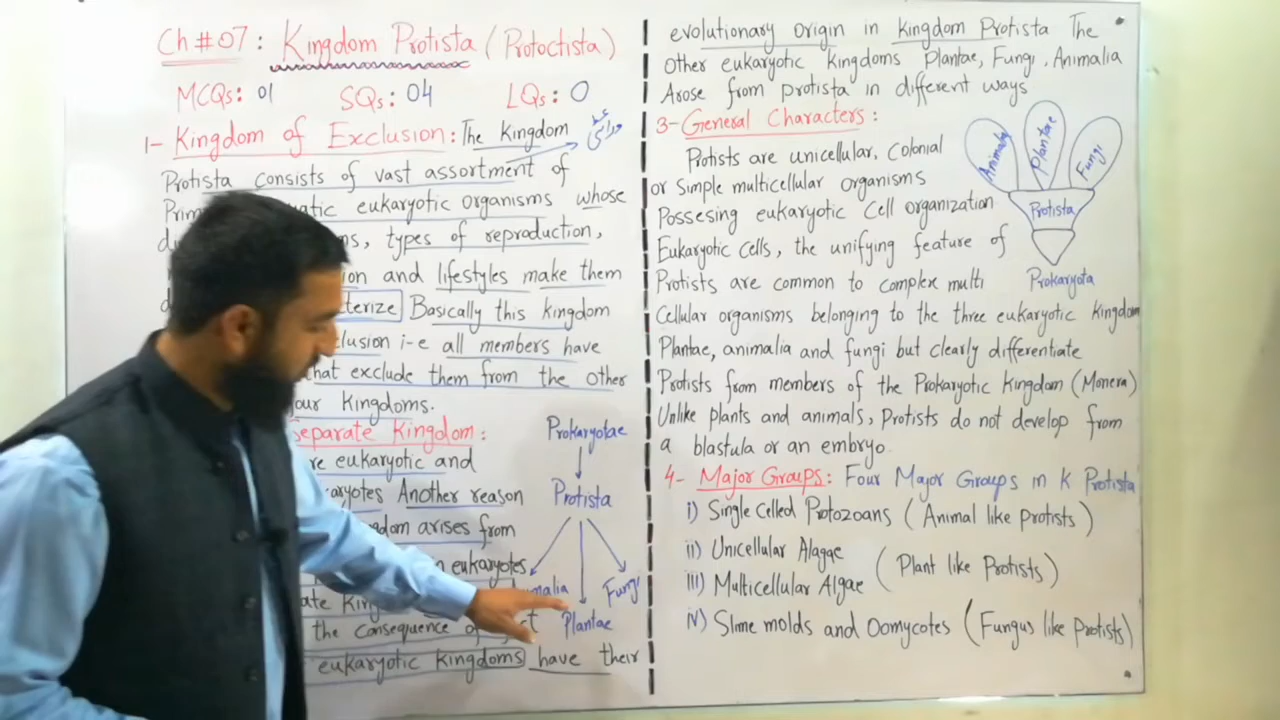 Ch # 07 : Kingdom Protista (Protoctista)
MCQs: 01 SQs: 04 LQs: 0
1- Kingdom of Exclusion: The Kingdom
Protista consists of vast assortment of
eukaryotic organisms whose
types of reproduction,
and lifestyles make them
Basically this kingdom
i-e all members have
that exclude them from the other
four Kingdoms.
Separate Kingdom:
eukaryotic and
Another reason
arises from
eukaryotes
the consequence of
eukaryotic kingdoms have their
Prokaryotae
Protista
Plantae
Fungi
evolutionary origin in Kingdom Protista The
Other eukaryotic Kingdoms Plantae, Fungi, Animalia
Arose from protista in different ways
3- General Characters:
Protists are unicellular, Colonial
or Simple multicellular organisms
Possesing eukaryotic Cell organization
Eukaryotic cells, the unifying feature of
Protists are common to complex multi
Cellular organisms belonging to the three eukaryotic kingdom
Plantae, animalia and fungi but clearly differentiate
Protists from members of the Prokaryotic Kingdom (Monera)
Unlike plants and animals, Protists do not develop from
a blastula or an embryo
Animalia
Plantae
Fungi
Protista
Prokaryota
4- Major Groups: Four Major Groups in K Protista
i) Single Celled Protozoans (Animal like protists)
ii) Unicellular Alagae
iii) Multicellular Algae
(Plant like Protists)
iv) Slime molds and Oomycotes (Fungus like Protists)